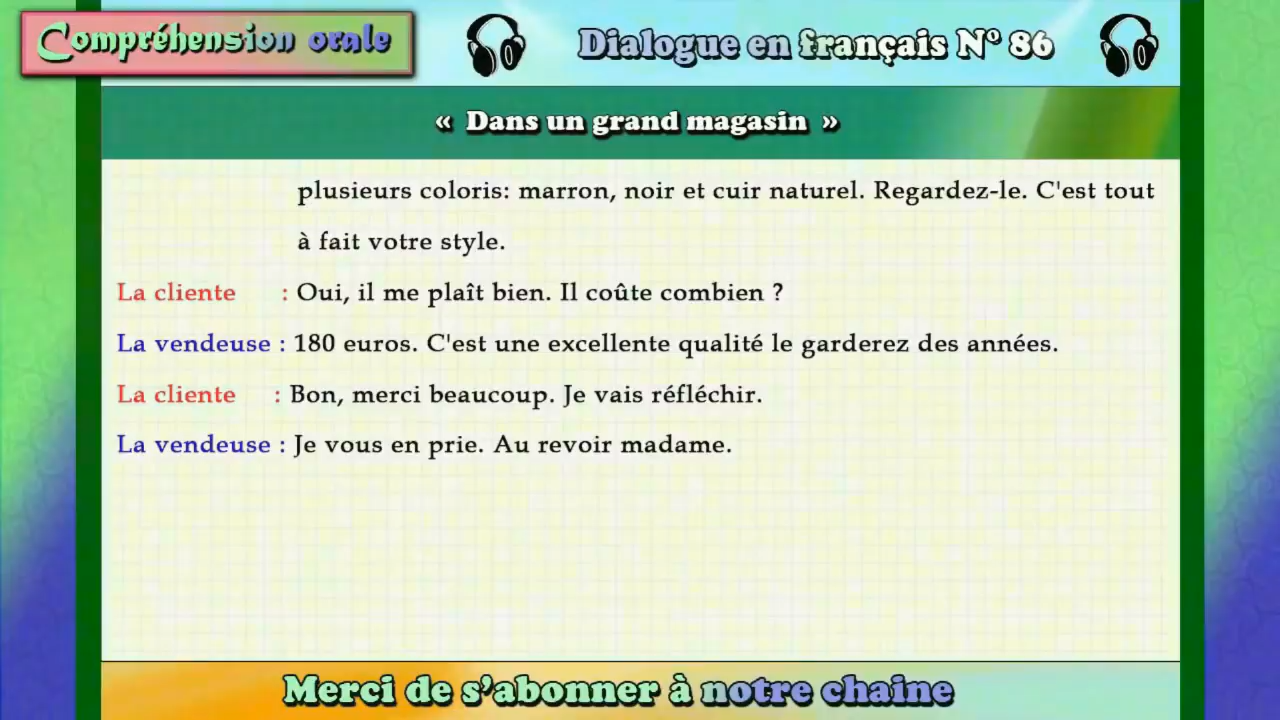 Compréhension orale
Dialogue en français N° 86
« Dans un grand magasin »
plusieurs coloris: marron, noir et cuir naturel. Regardez-le. C'est tout
à fait votre style.
La cliente : Oui, il me plaît bien. Il coûte combien ?
La vendeuse : 180 euros. C'est une excellente qualité le garderez des années.
La cliente : Bon, merci beaucoup. Je vais réfléchir.
La vendeuse : Je vous en prie. Au revoir madame.
Merci de s'abonner à notre chaine